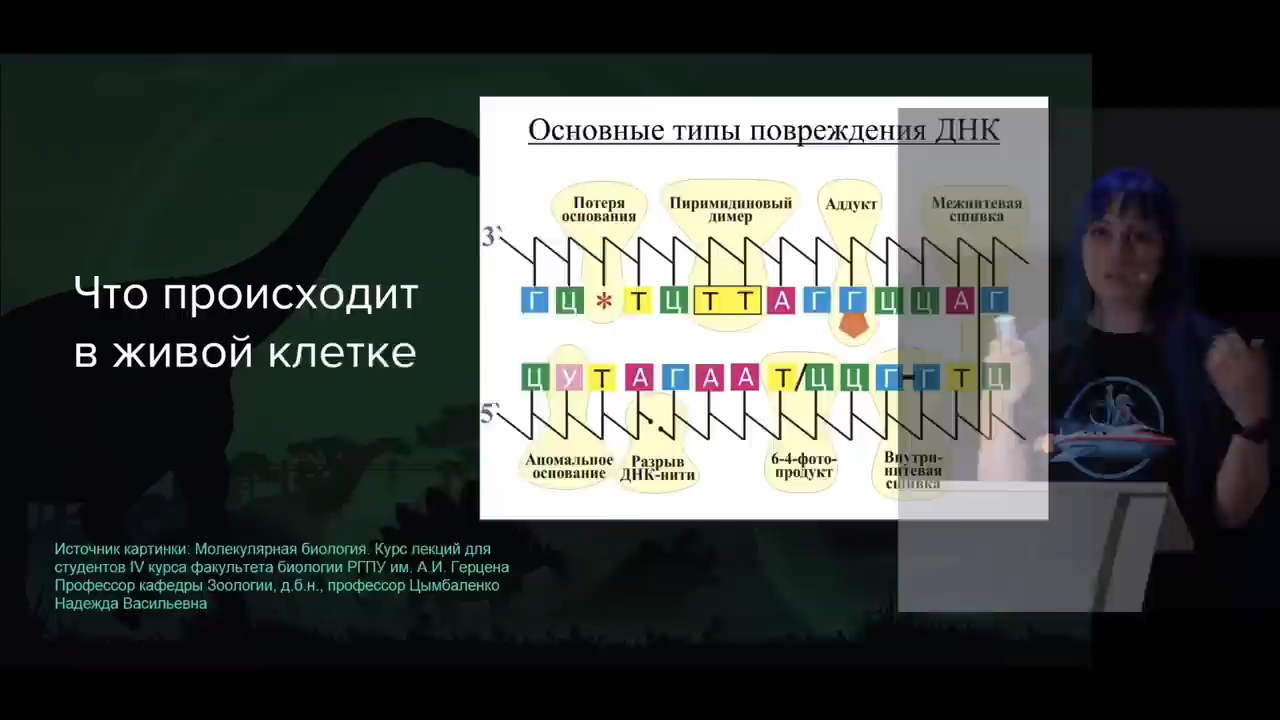 Что происходит
в живой клетке
Основные типы повреждения ДНК
Потеря
основания
Пиримидиновый
димер
Аддукт
Межнитевая
сшивка
3`
Г Ц * Т Ц Т Т А Г Г Ц Ц А Г
Ц У Т А Г А А Т/Ц Ц Г-Г Т Ц
5`
Аномальное
основание
Разрыв
ДНК-нити
6-4-фото-
продукт
Внутри-
нитевая
сшивка
Источник картинки: Молекулярная биология. Курс лекций для
студентов IV курса факультета биологии РГПУ им. А.И. Герцена
Профессор кафедры Зоологии, д.б.н., профессор Цымбаленко
Надежда Васильевна